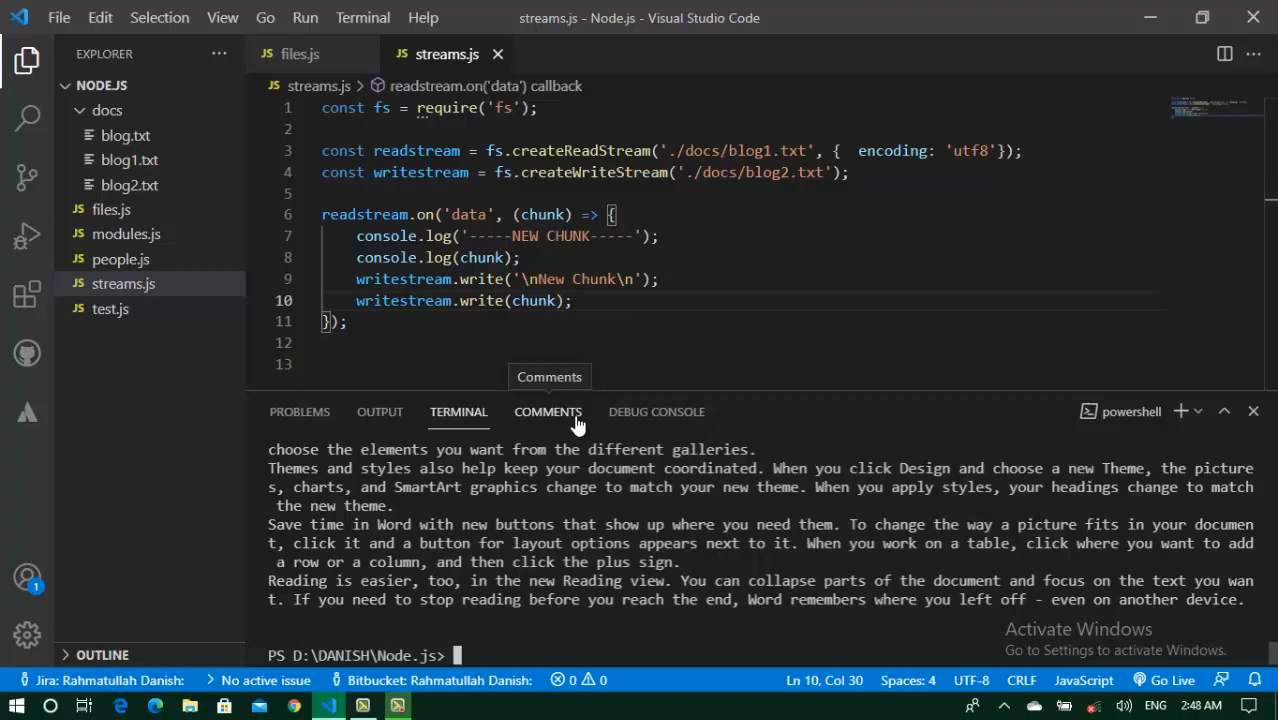 File Edit Selection View Go Run Terminal Help
streams.js - Node.js - Visual Studio Code
EXPLORER
NODE.JS
docs
blog.txt
blog1.txt
blog2.txt
JS files.js
JS modules.js
JS people.js
JS streams.js
JS test.js
OUTLINE
JS files.js
JS streams.js
JS streams.js > readstream.on('data') callback
1 const fs = require('fs');
2
3 const readstream = fs.createReadStream('./docs/blog1.txt', {  encoding: 'utf8'});
4 const writestream = fs.createWriteStream('./docs/blog2.txt');
5
6 readstream.on('data', (chunk) => {
7 console.log('-----NEW CHUNK-----');
8 console.log(chunk);
9 writestream.write('\nNew Chunk\n');
10 writestream.write(chunk);
11 });
12
13
Comments
PROBLEMS OUTPUT TERMINAL COMMENTS DEBUG CONSOLE
powershell
choose the elements you want from the different galleries.
Themes and styles also help keep your document coordinated. When you click Design and choose a new Theme, the picture
s, charts, and SmartArt graphics change to match your new theme. When you apply styles, your headings change to match
the new theme.
Save time in Word with new buttons that show up where you need them. To change the way a picture fits in your documen
t, click it and a button for layout options appears next to it. When you work on a table, click where you want to add
a row or a column, and then click the plus sign.
Reading is easier, too, in the new Reading view. You can collapse parts of the document and focus on the text you wan
t. If you need to stop reading before you reach the end, Word remembers where you left off - even on another device.
PS D:\DANISH\Node.js>
Activate Windows
Go to Settings to activate Windows.
1
Jira: Rahmatullah Danish: No active issue Bitbucket: Rahmatullah Danish: 0 0 Ln 10, Col 30 Spaces: 4 UTF-8 CRLF JavaScript Go Live
ENG 2:48 AM